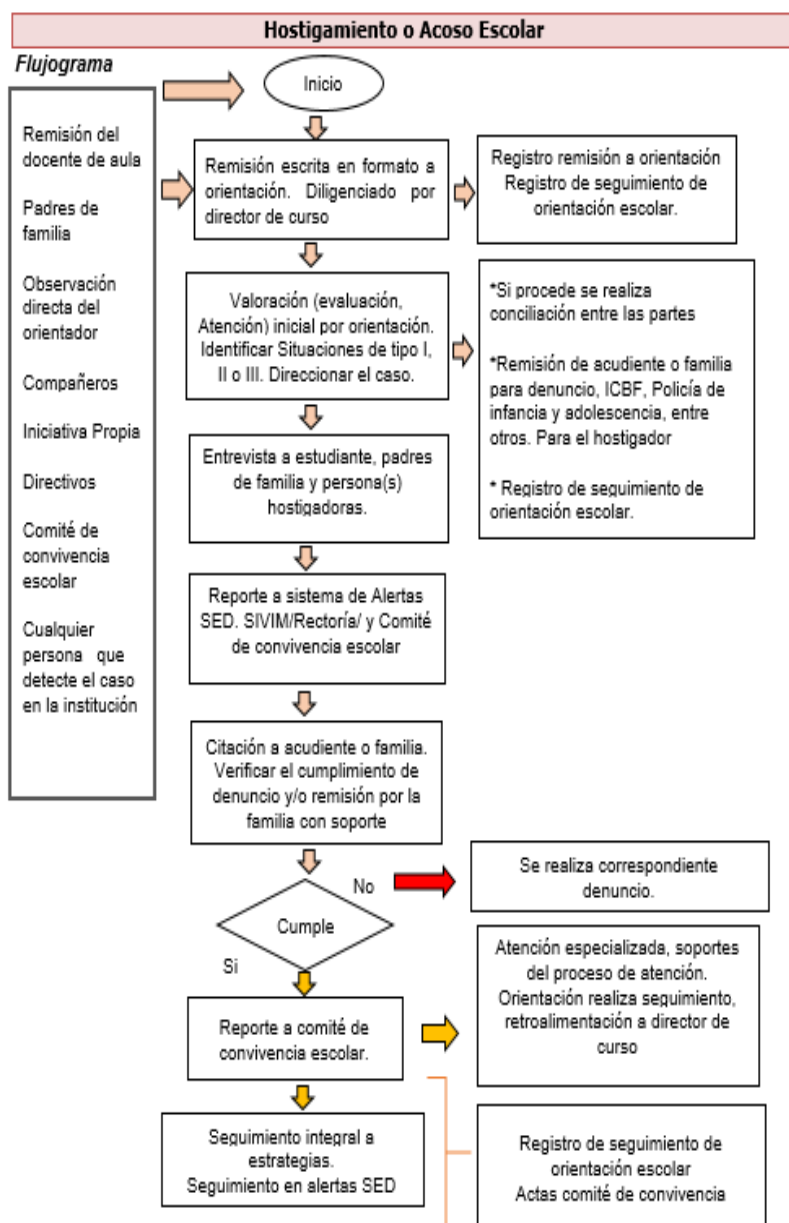 Hostigamiento o Acoso Escolar
Flujograma
Inicio
Remisión del
docente de aula
Padres de
familia
Observación
directa del
orientador
Compañeros
Iniciativa Propia
Directivos
Comité de
convivencia
escolar
Cualquier
persona que
detecte el caso
en la institución
Remisión escrita en formato a
orientación. Diligenciado por
director de curso
Registro remisión a orientación
Registro de seguimiento de
orientación escolar.
Valoración (evaluación,
Atención) inicial por orientación.
Identificar Situaciones de tipo I,
II o III. Direccionar el caso.
*Si procede se realiza
conciliación entre las partes
*Remisión de acudiente o familia
para denuncio, ICBF, Policía de
infancia y adolescencia, entre
otros. Para el hostigador
* Registro de seguimiento de
orientación escolar.
Entrevista a estudiante, padres
de familia y persona(s)
hostigadoras.
Reporte a sistema de Alertas
SED. SIVIM/Rectoría/ y Comité
de convivencia escolar
Citación a acudiente o familia.
Verificar el cumplimiento de
denuncio y/o remisión por la
familia con soporte
Cumple
No
Se realiza correspondiente
denuncio.
Si
Reporte a comité de
convivencia escolar.
Atención especializada, soportes
del proceso de atención.
Orientación realiza seguimiento,
retroalimentación a director de
curso
Seguimiento integral a
estrategias.
Seguimiento en alertas SED
Registro de seguimiento de
orientación escolar
Actas comité de convivencia